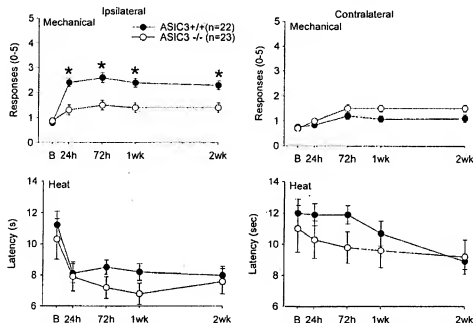 Ipsilateral
Mechanical
ASIC3+/+(n=22)
ASIC3 -/- (n=23)
Responses (0-5)
5
4
3
2
1
0
* * * *
B 24h 72h 1wk 2wk
Contralateral
Mechanical
Responses (0-5)
5
4
3
2
1
0
B 24h 72h 1wk 2wk
Heat
Latency (s)
14
12
10
8
6
B 24h 72h 1wk 2wk
Heat
Latency (sec)
14
12
10
8
6
B 24h 72h 1wk 2wk